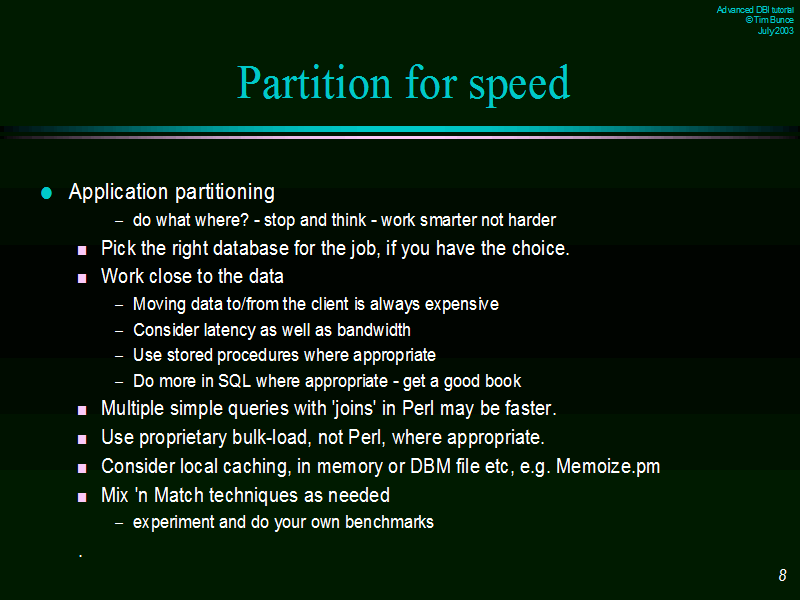 Advanced DBI tutorial
© Tim Bunce
July 2003
Partition for speed
Application partitioning
– do what where? - stop and think - work smarter not harder
Pick the right database for the job, if you have the choice.
Work close to the data
– Moving data to/from the client is always expensive
– Consider latency as well as bandwidth
– Use stored procedures where appropriate
– Do more in SQL where appropriate - get a good book
Multiple simple queries with 'joins' in Perl may be faster.
Use proprietary bulk-load, not Perl, where appropriate.
Consider local caching, in memory or DBM file etc, e.g. Memoize.pm
Mix 'n Match techniques as needed
– experiment and do your own benchmarks
.
8